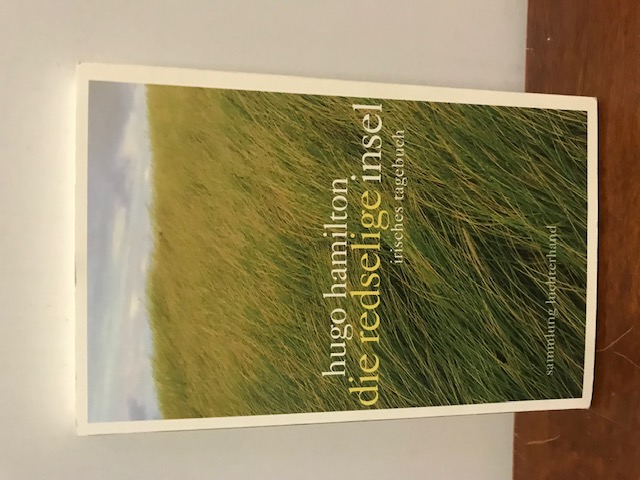 hugo hamilton
die redselige insel
irisches tagebuch
sammlung luchterhand